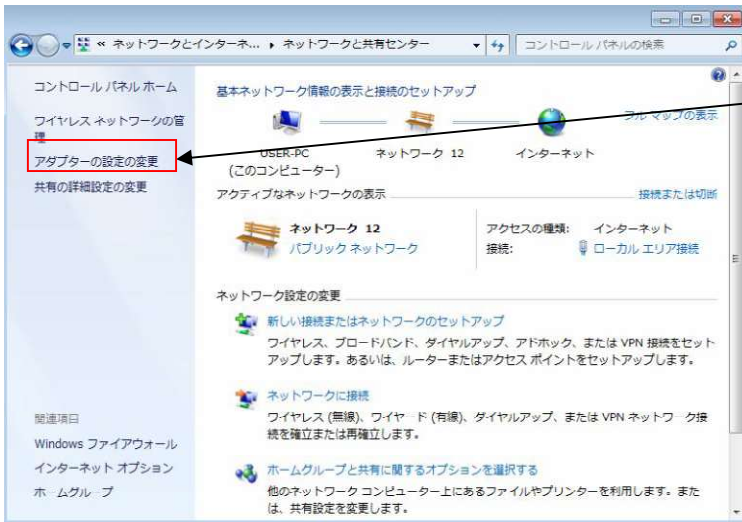 « ネットワークとインターネ... ▸ ネットワークと共有センター
コントロール パネルの検索
コントロール パネル ホーム
ワイヤレス ネットワークの管
理
アダプターの設定の変更
共有の詳細設定の変更
基本ネットワーク情報の表示と接続のセットアップ
フル マップの表示
USER-PC
(このコンピューター)
ネットワーク 12
インターネット
アクティブなネットワークの表示
接続または切断
ネットワーク 12
パブリック ネットワーク
アクセスの種類: インターネット
接続: ローカル エリア接続
ネットワーク設定の変更
新しい接続またはネットワークのセットアップ
ワイヤレス、ブロードバンド、ダイヤルアップ、アドホック、または VPN 接続をセット
アップします。あるいは、ルーターまたはアクセス ポイントをセットアップします。
ネットワークに接続
ワイヤレス (無線)、ワイヤード (有線)、ダイヤルアップ、または VPN ネットワーク接
続を確立または再確立します。
ホームグループと共有に関するオプションを選択する
他のネットワーク コンピューター上にあるファイルやプリンターを利用します。また
は、共有設定を変更します。
関連項目
Windows ファイアウォール
インターネット オプション
ホームグループ